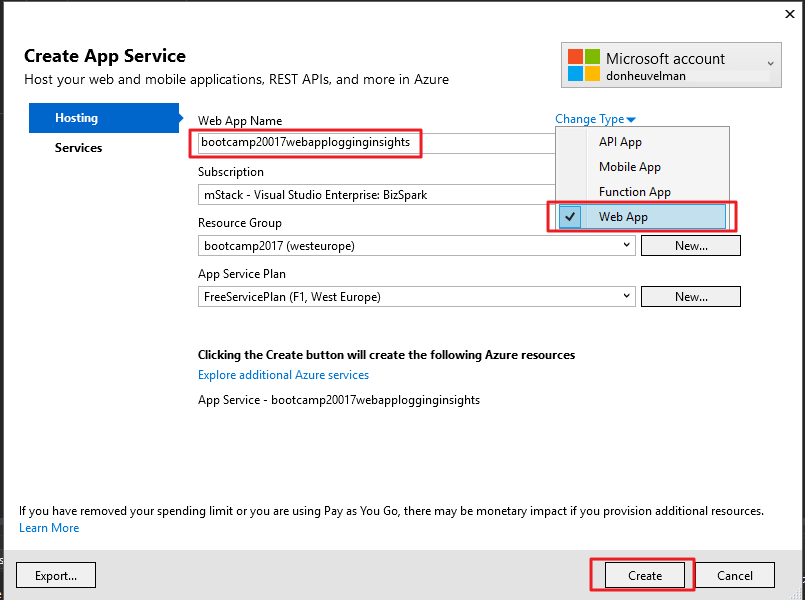 Create App Service
Host your web and mobile applications, REST APIs, and more in Azure
Microsoft account
donheuvelman
Hosting
Services
Web App Name
Change Type
bootcamp20017webapplogginginsights
API App
Mobile App
Function App
Web App
Subscription
mStack - Visual Studio Enterprise: BizSpark
Resource Group
bootcamp2017 (westeurope)
New...
App Service Plan
FreeServicePlan (F1, West Europe)
New...
Clicking the Create button will create the following Azure resources
Explore additional Azure services
App Service - bootcamp20017webapplogginginsights
If you have removed your spending limit or you are using Pay as You Go, there may be monetary impact if you provision additional resources.
Learn More
Export...
Create
Cancel